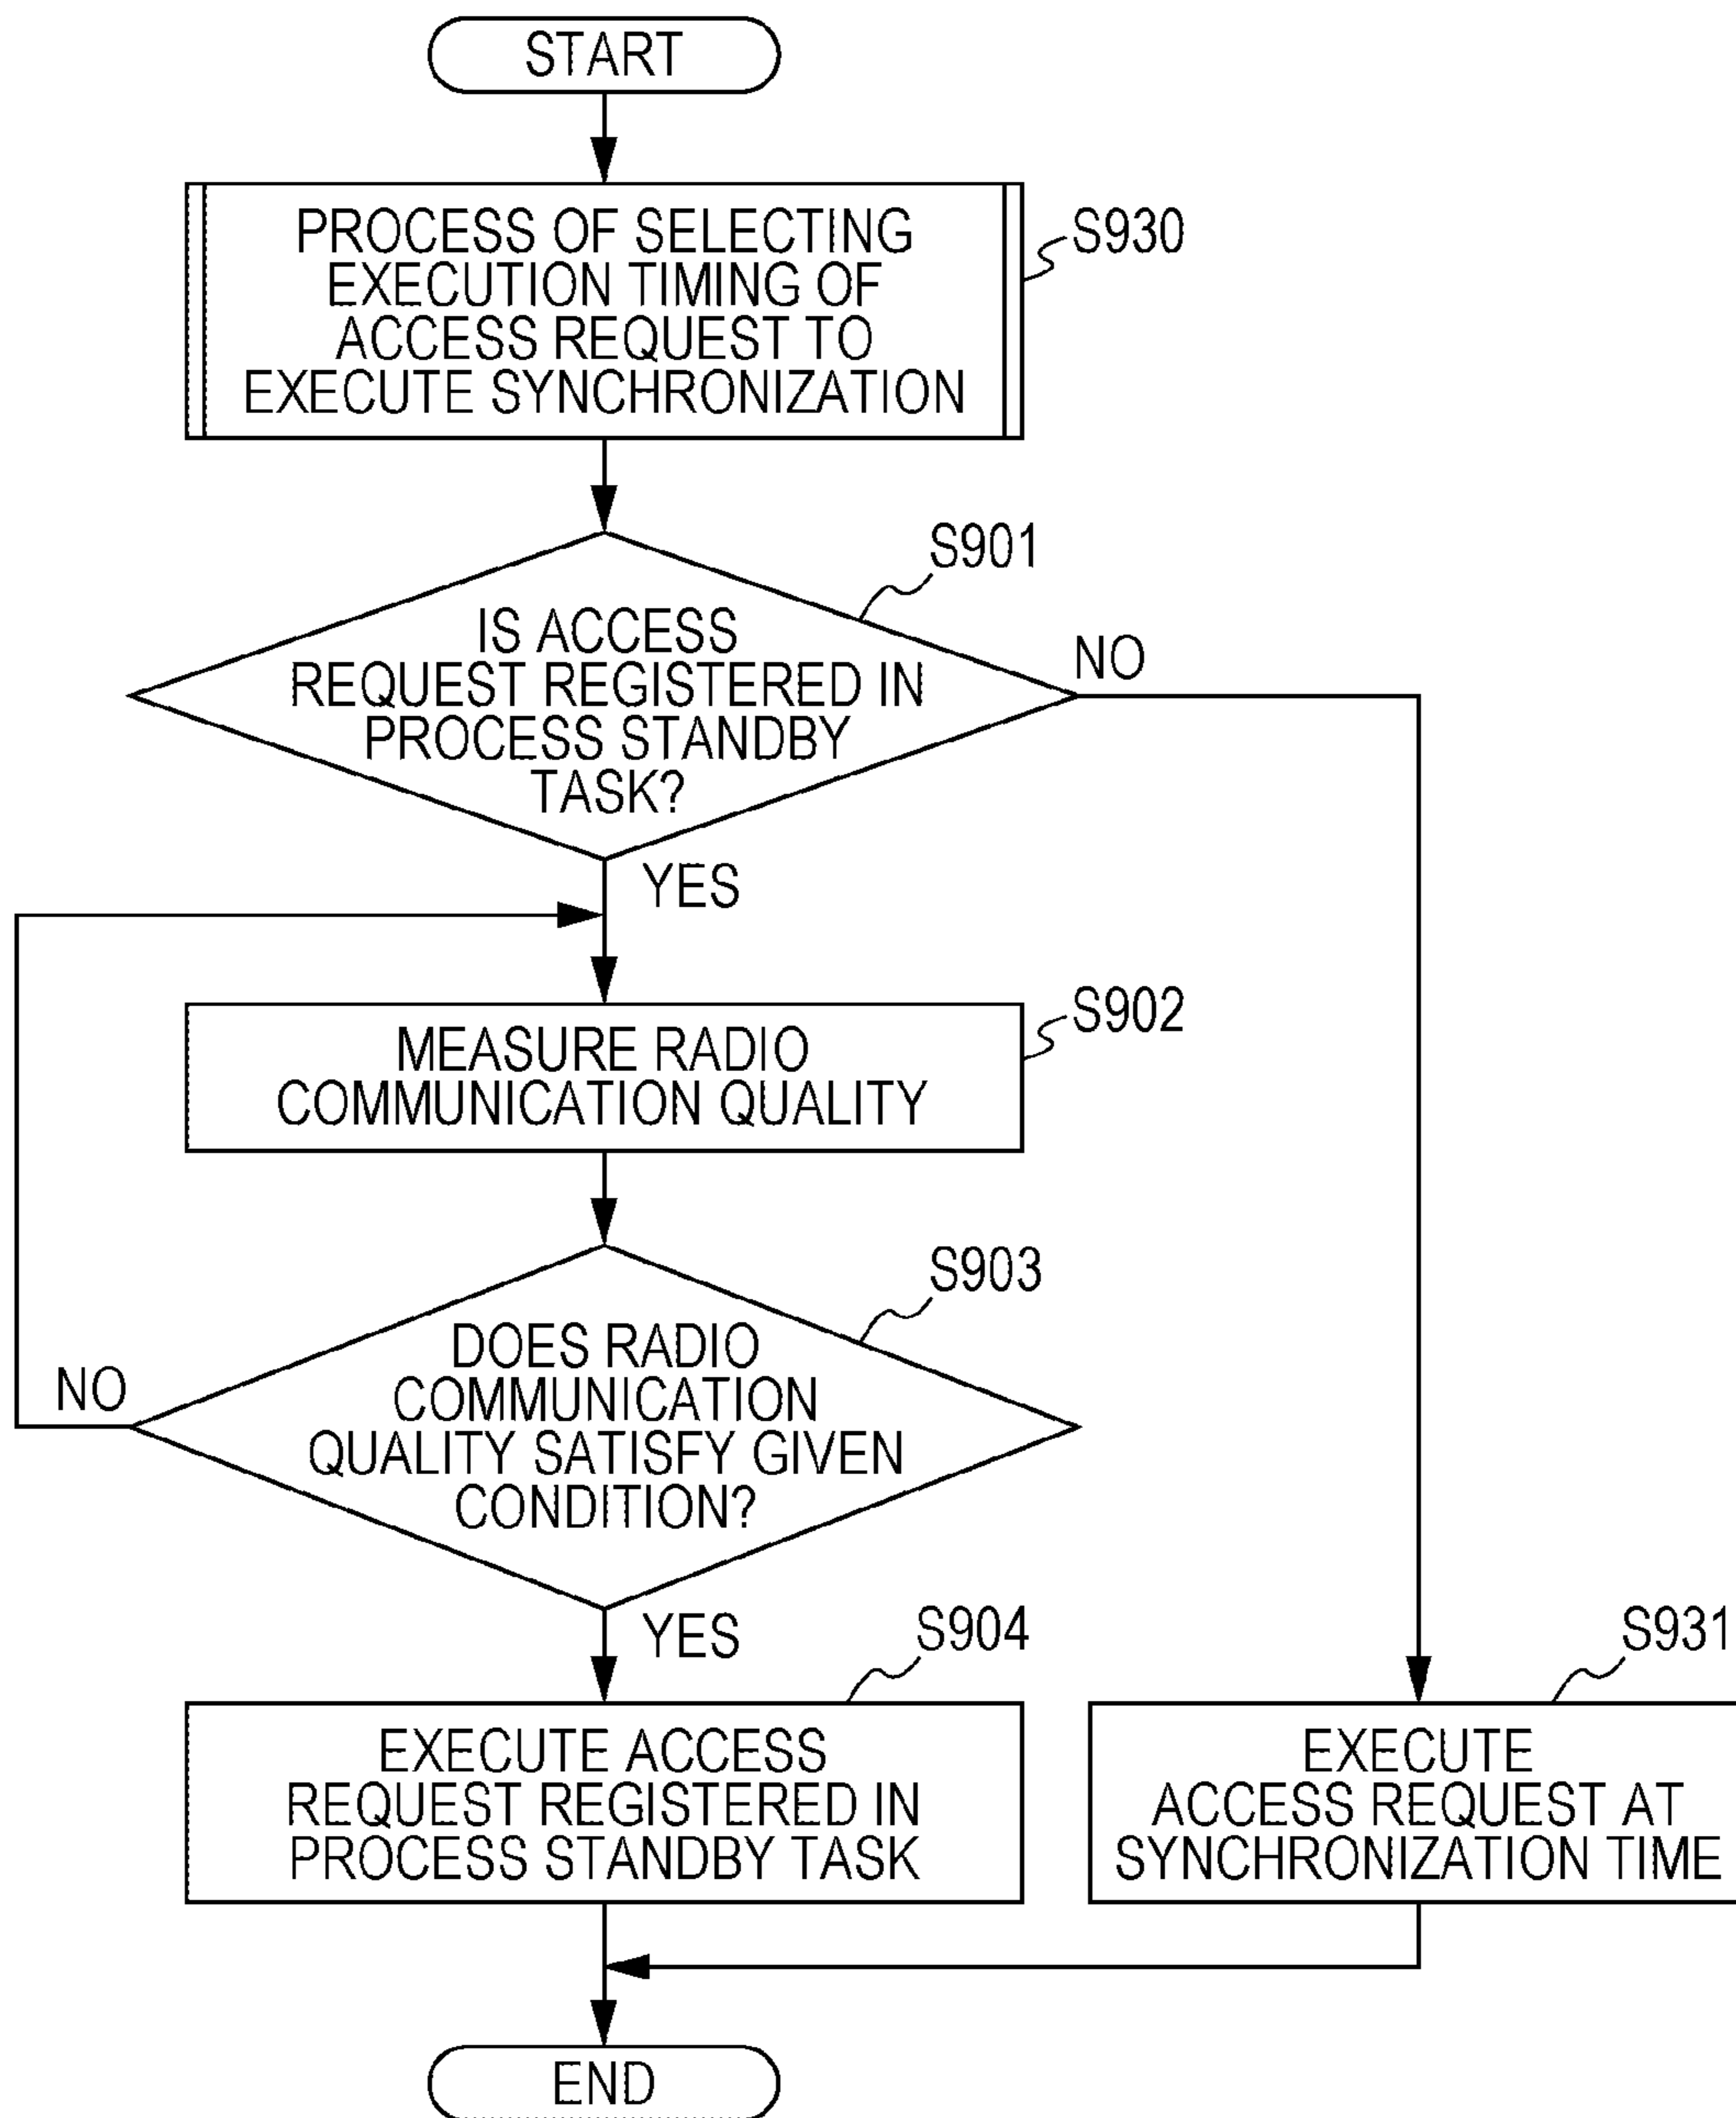 START
PROCESS OF SELECTING
EXECUTION TIMING OF
ACCESS REQUEST TO
EXECUTE SYNCHRONIZATION
S930
S901
IS ACCESS
REQUEST REGISTERED IN
PROCESS STANDBY
TASK?
NO
YES
MEASURE RADIO
COMMUNICATION QUALITY
S902
S903
DOES RADIO
COMMUNICATION
QUALITY SATISFY GIVEN
CONDITION?
NO
YES
S904
EXECUTE ACCESS
REQUEST REGISTERED IN
PROCESS STANDBY TASK
S931
EXECUTE
ACCESS REQUEST AT
SYNCHRONIZATION TIME
END